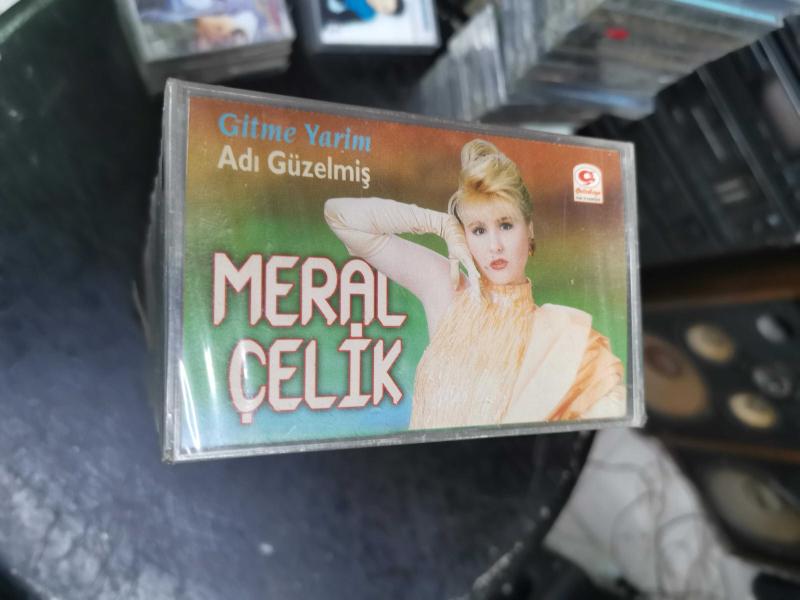 Gitme Yarim
Adı Güzelmiş
MERAL
ÇELİK